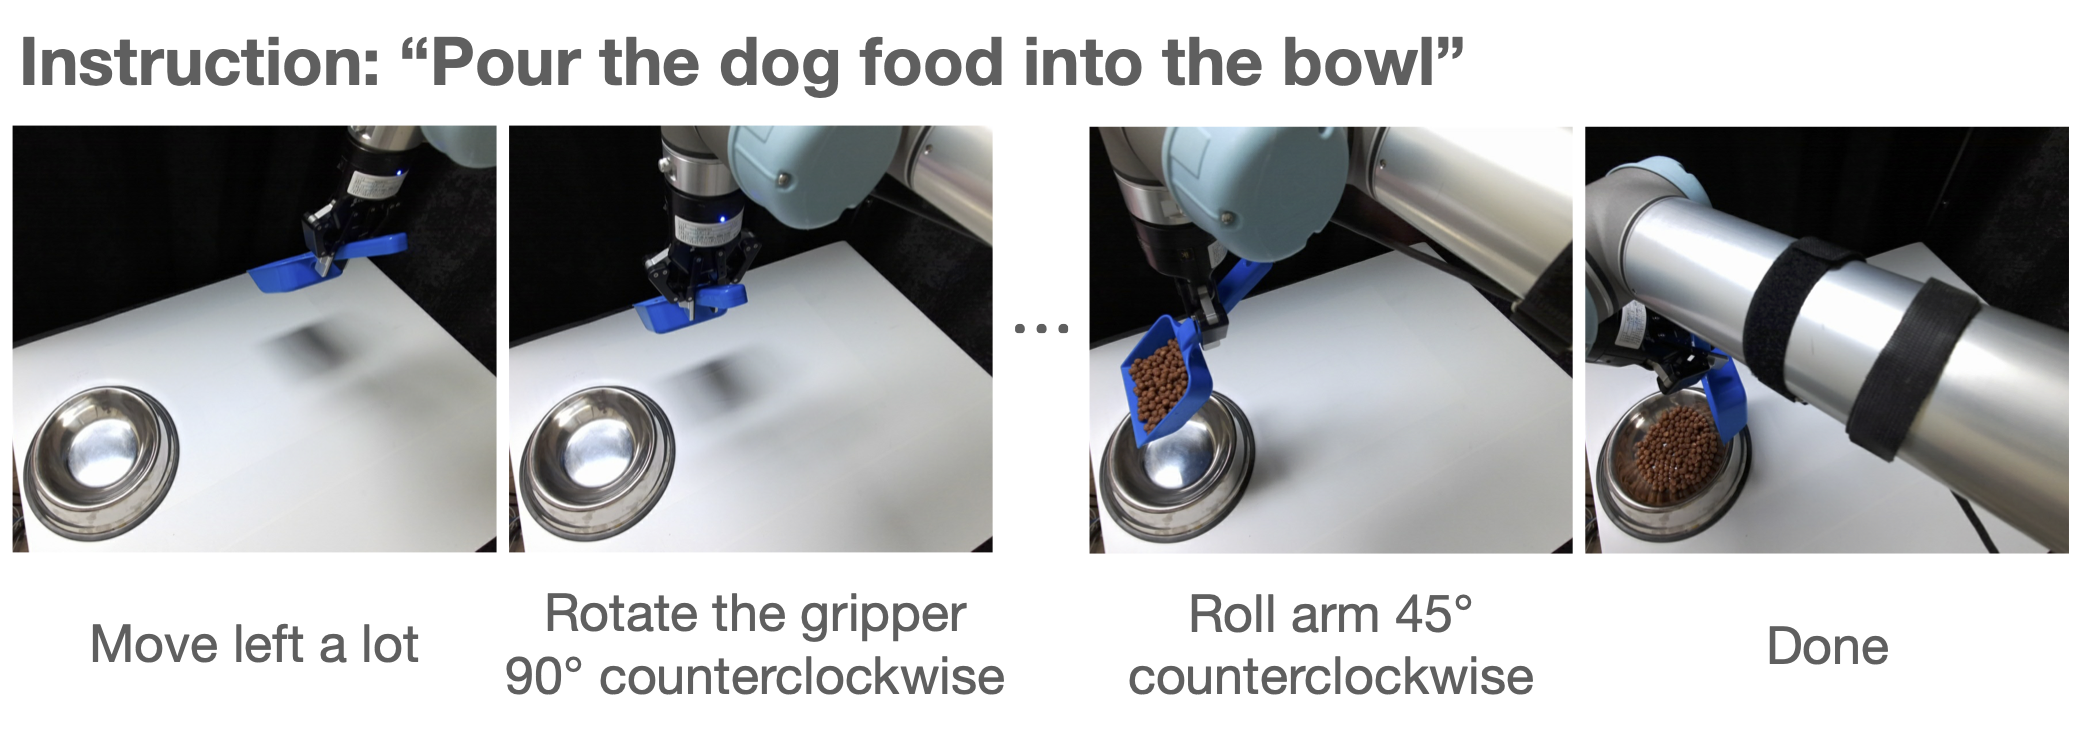 Instruction: “Pour the dog food into the bowl”
...
Move left a lot
Rotate the gripper
90° counterclockwise
Roll arm 45°
counterclockwise
Done